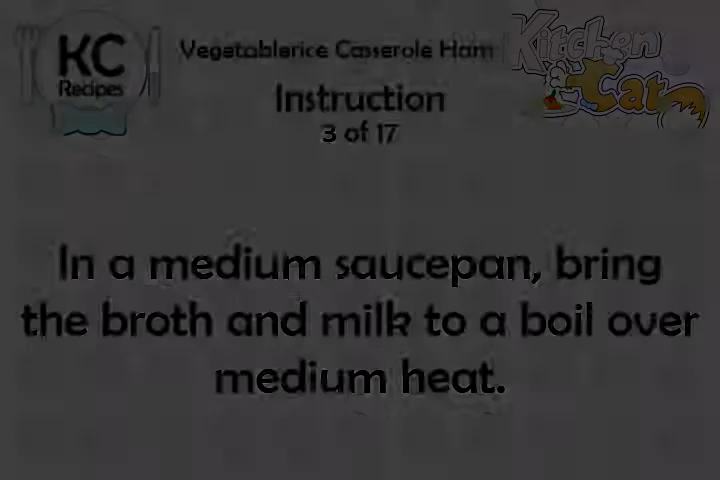 KC
Recipes
Vegetablerice Casserole Ham
Kitchen
Cat
Instruction
3 of 17
In a medium saucepan, bring
the broth and milk to a boil over
medium heat.